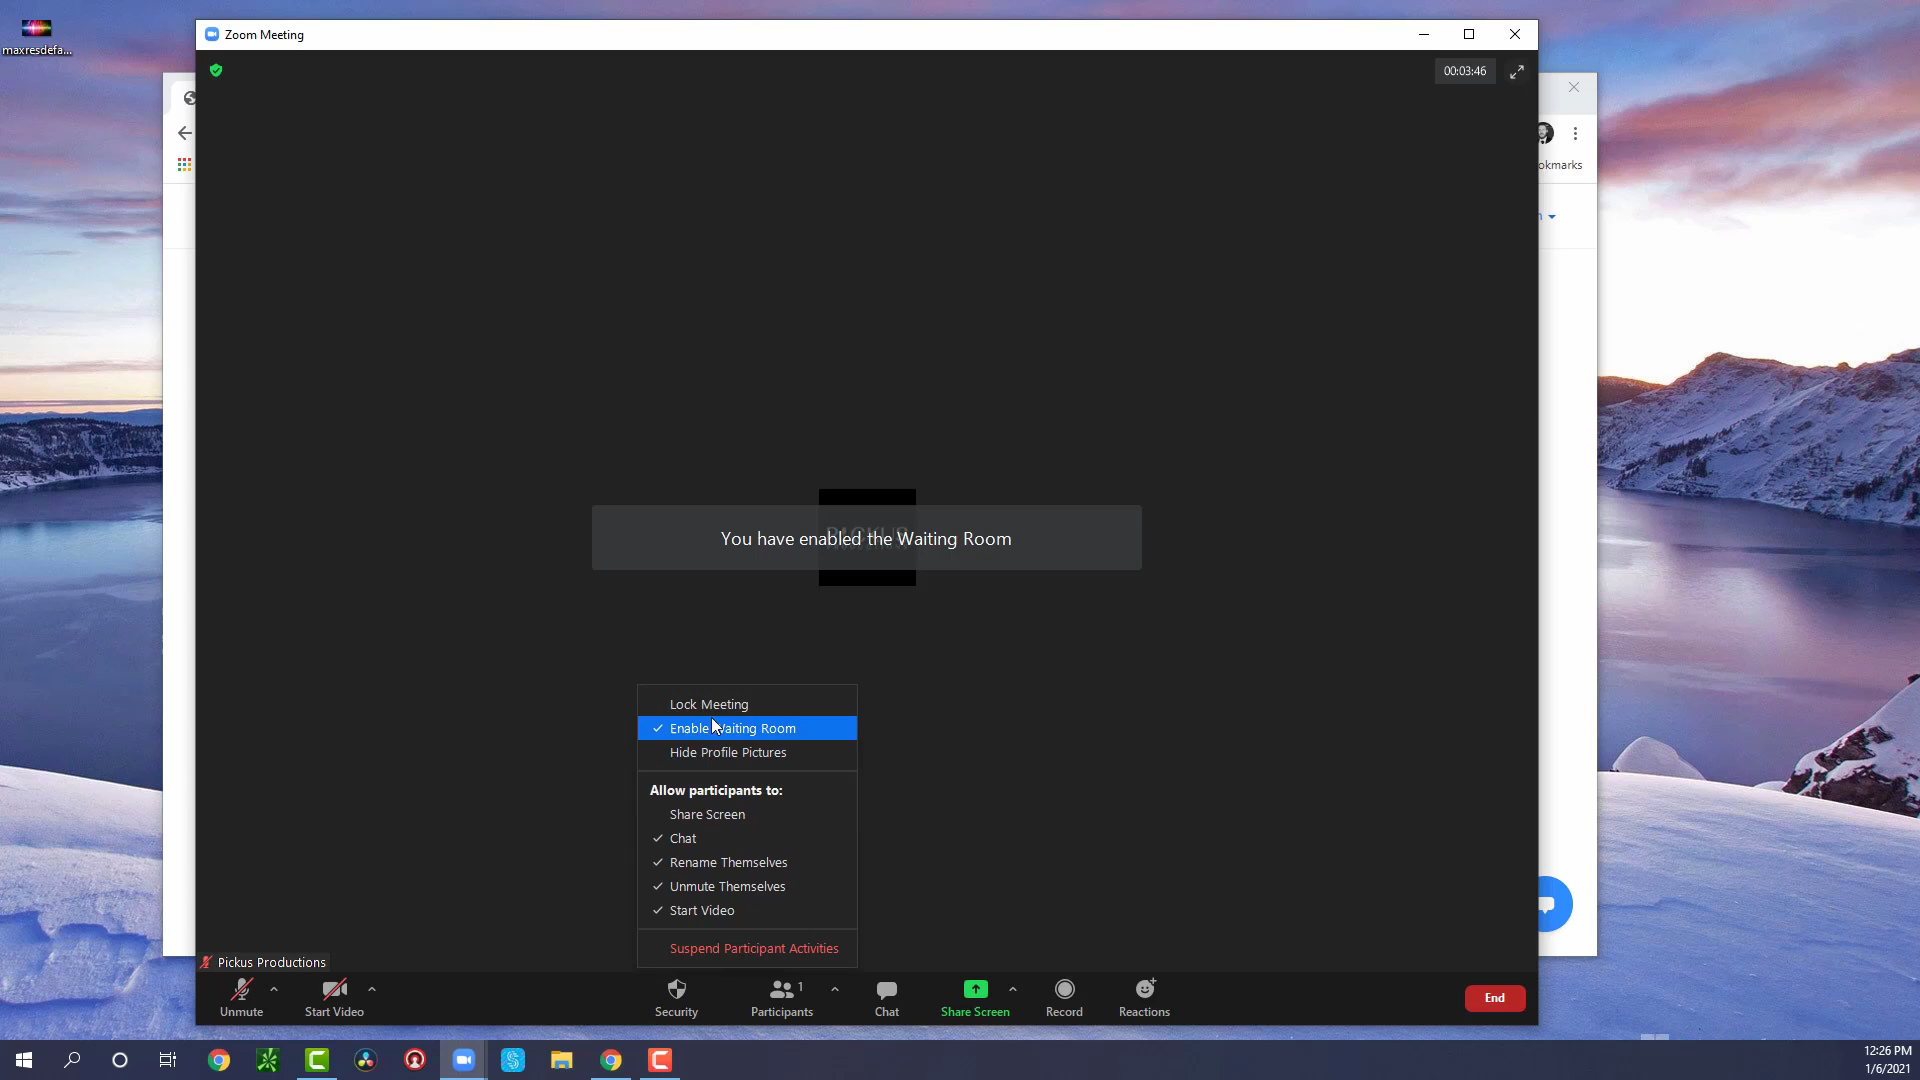 maxresdefa...
Zoom Meeting
00:03:46
okmarks
You have enabled the Waiting Room
Lock Meeting
Enable Waiting Room
Hide Profile Pictures
Allow participants to:
Share Screen
Chat
Rename Themselves
Unmute Themselves
Start Video
Suspend Participant Activities
Pickus Productions
Unmute
Start Video
Security
1
Participants
Chat
Share Screen
Record
Reactions
End
12:26 PM
1/6/2021